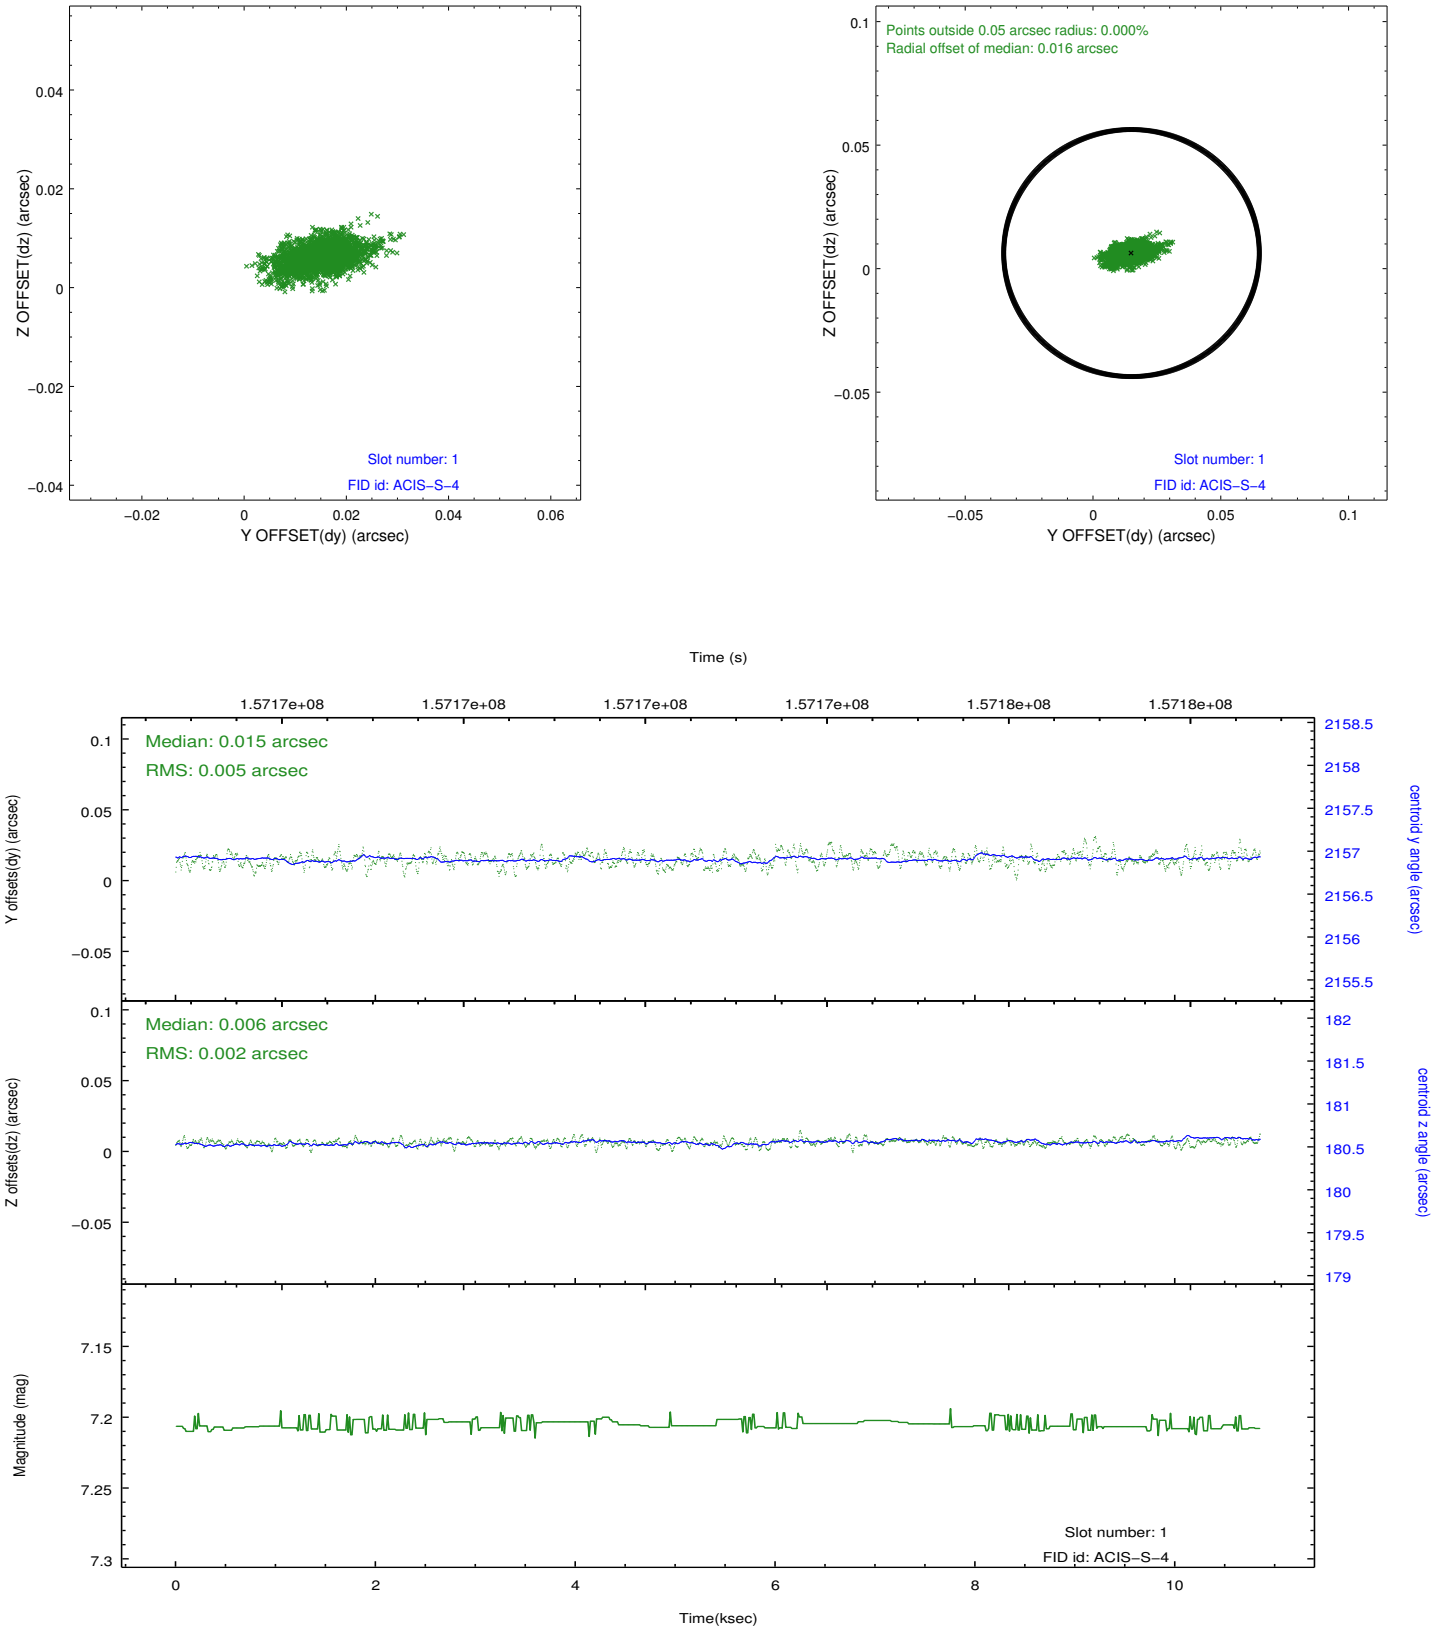 0.04
0.02
0
−0.02
−0.04
Z OFFSET(dz) (arcsec)
Slot number: 1
FID id: ACIS−S−4
−0.02 0 0.02 0.04 0.06
Y OFFSET(dy) (arcsec)
Points outside 0.05 arcsec radius: 0.000%
Radial offset of median: 0.016 arcsec
0.1
0.05
0
−0.05
Z OFFSET(dz) (arcsec)
Slot number: 1
FID id: ACIS−S−4
−0.05 0 0.05 0.1
Y OFFSET(dy) (arcsec)
Time (s)
1.5717e+08 1.5717e+08 1.5717e+08 1.5717e+08 1.5718e+08 1.5718e+08
Median: 0.015 arcsec
RMS: 0.005 arcsec
0.1
0.05
0
−0.05
Y offsets(dy) (arcsec)
2158.5
2158
2157.5
2157
2156.5
2156
2155.5
centroid y angle (arcsec)
Median: 0.006 arcsec
RMS: 0.002 arcsec
0.1
0.05
0
−0.05
Z offsets(dz) (arcsec)
182
181.5
181
180.5
180
179.5
179
centroid z angle (arcsec)
7.15
7.2
7.25
7.3
Magnitude (mag)
Slot number: 1
FID id: ACIS−S−4
0 2 4 6 8 10
Time(ksec)